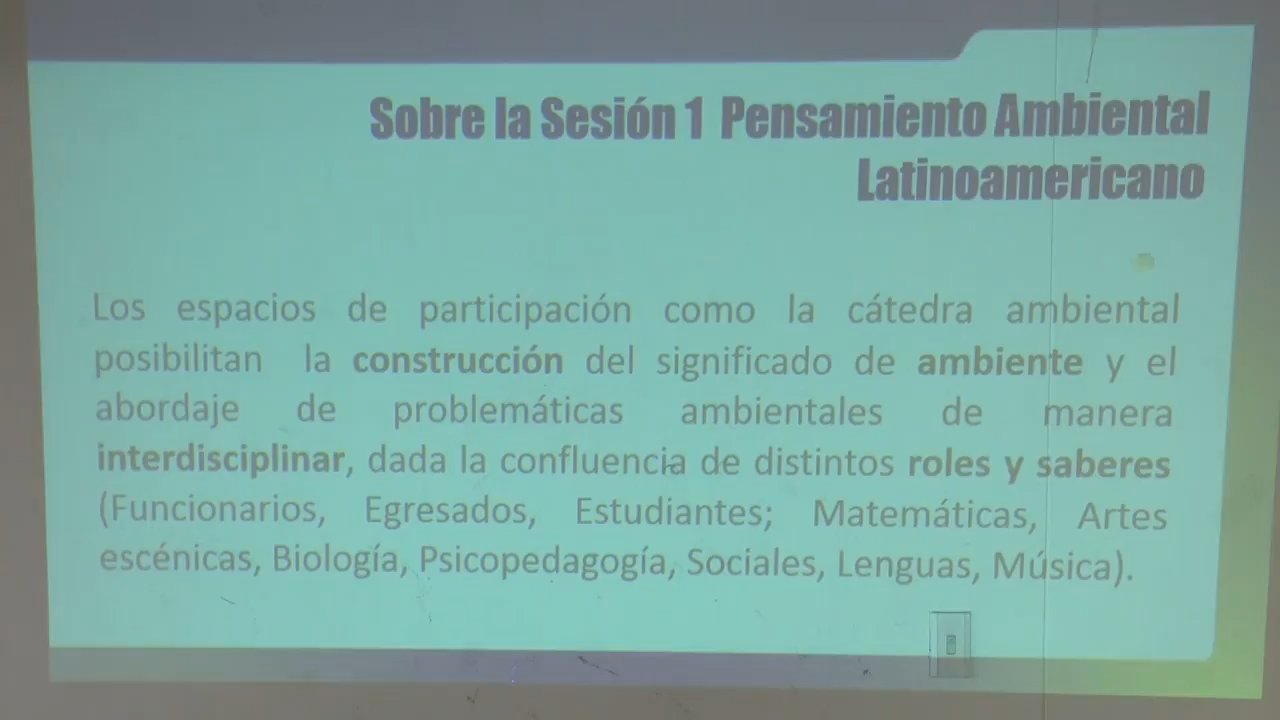 Sobre la Sesión 1 Pensamiento Ambiental
Latinoamericano
Los espacios de participación como la cátedra ambiental
posibilitan la construcción del significado de ambiente y el
abordaje de problemáticas ambientales de manera
interdisciplinar, dada la confluencia de distintos roles y saberes
(Funcionarios, Egresados, Estudiantes; Matemáticas, Artes
escénicas, Biología, Psicopedagogía, Sociales, Lenguas, Música).